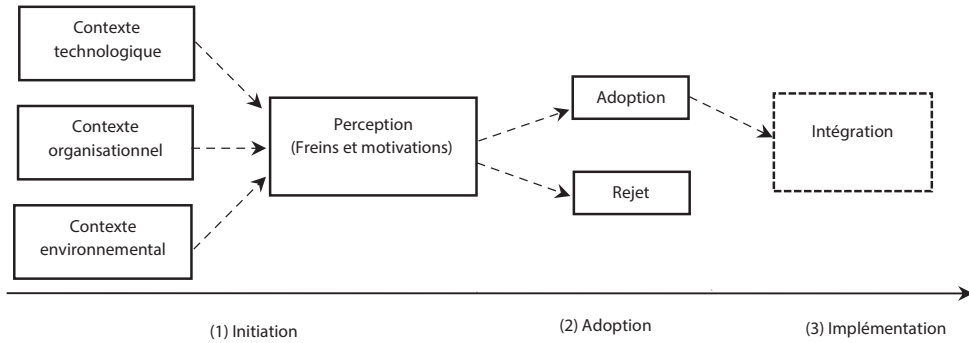 Contexte
technologique
Contexte
organisationnel
Contexte
environnemental
Perception
(Freins et motivations)
Adoption
Rejet
Intégration
(1) Initiation
(2) Adoption
(3) Implémentation